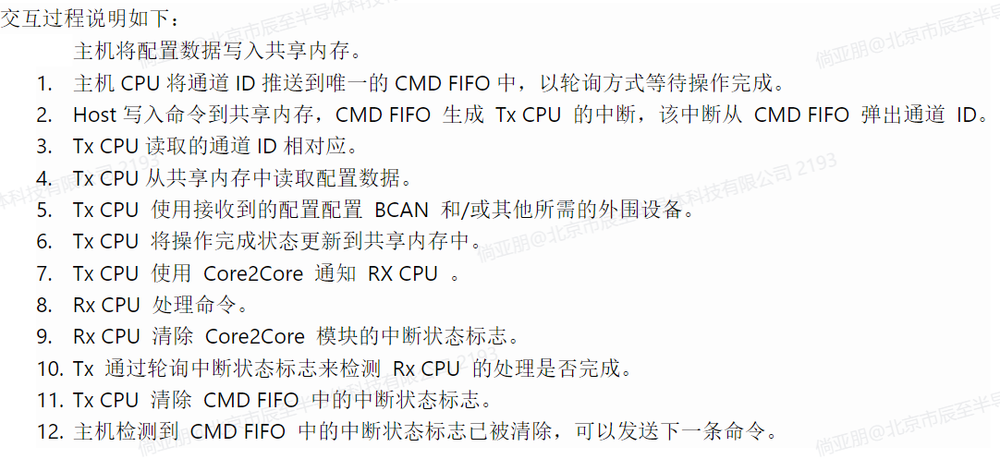 交互过程说明如下：
主机将配置数据写入共享内存。
1. 主机 CPU 将通道 ID 推送到唯一的 CMD FIFO 中，以轮询方式等待操作完成。
2. Host 写入命令到共享内存，CMD FIFO 生成 Tx CPU 的中断，该中断从 CMD FIFO 弹出通道 ID。
3. Tx CPU 读取的通道 ID 相对应。
4. Tx CPU 从共享内存中读取配置数据。
5. Tx CPU 使用接收到的配置配置 BCAN 和/或其他所需的外围设备。
6. Tx CPU 将操作完成状态更新到共享内存中。
7. Tx CPU 使用 Core2Core 通知 RX CPU 。
8. Rx CPU 处理命令。
9. Rx CPU 清除 Core2Core 模块的中断状态标志。
10. Tx 通过轮询中断状态标志来检测 Rx CPU 的处理是否完成。
11. Tx CPU 清除 CMD FIFO 中的中断状态标志。
12. 主机检测到 CMD FIFO 中的中断状态标志已被清除，可以发送下一条命令。